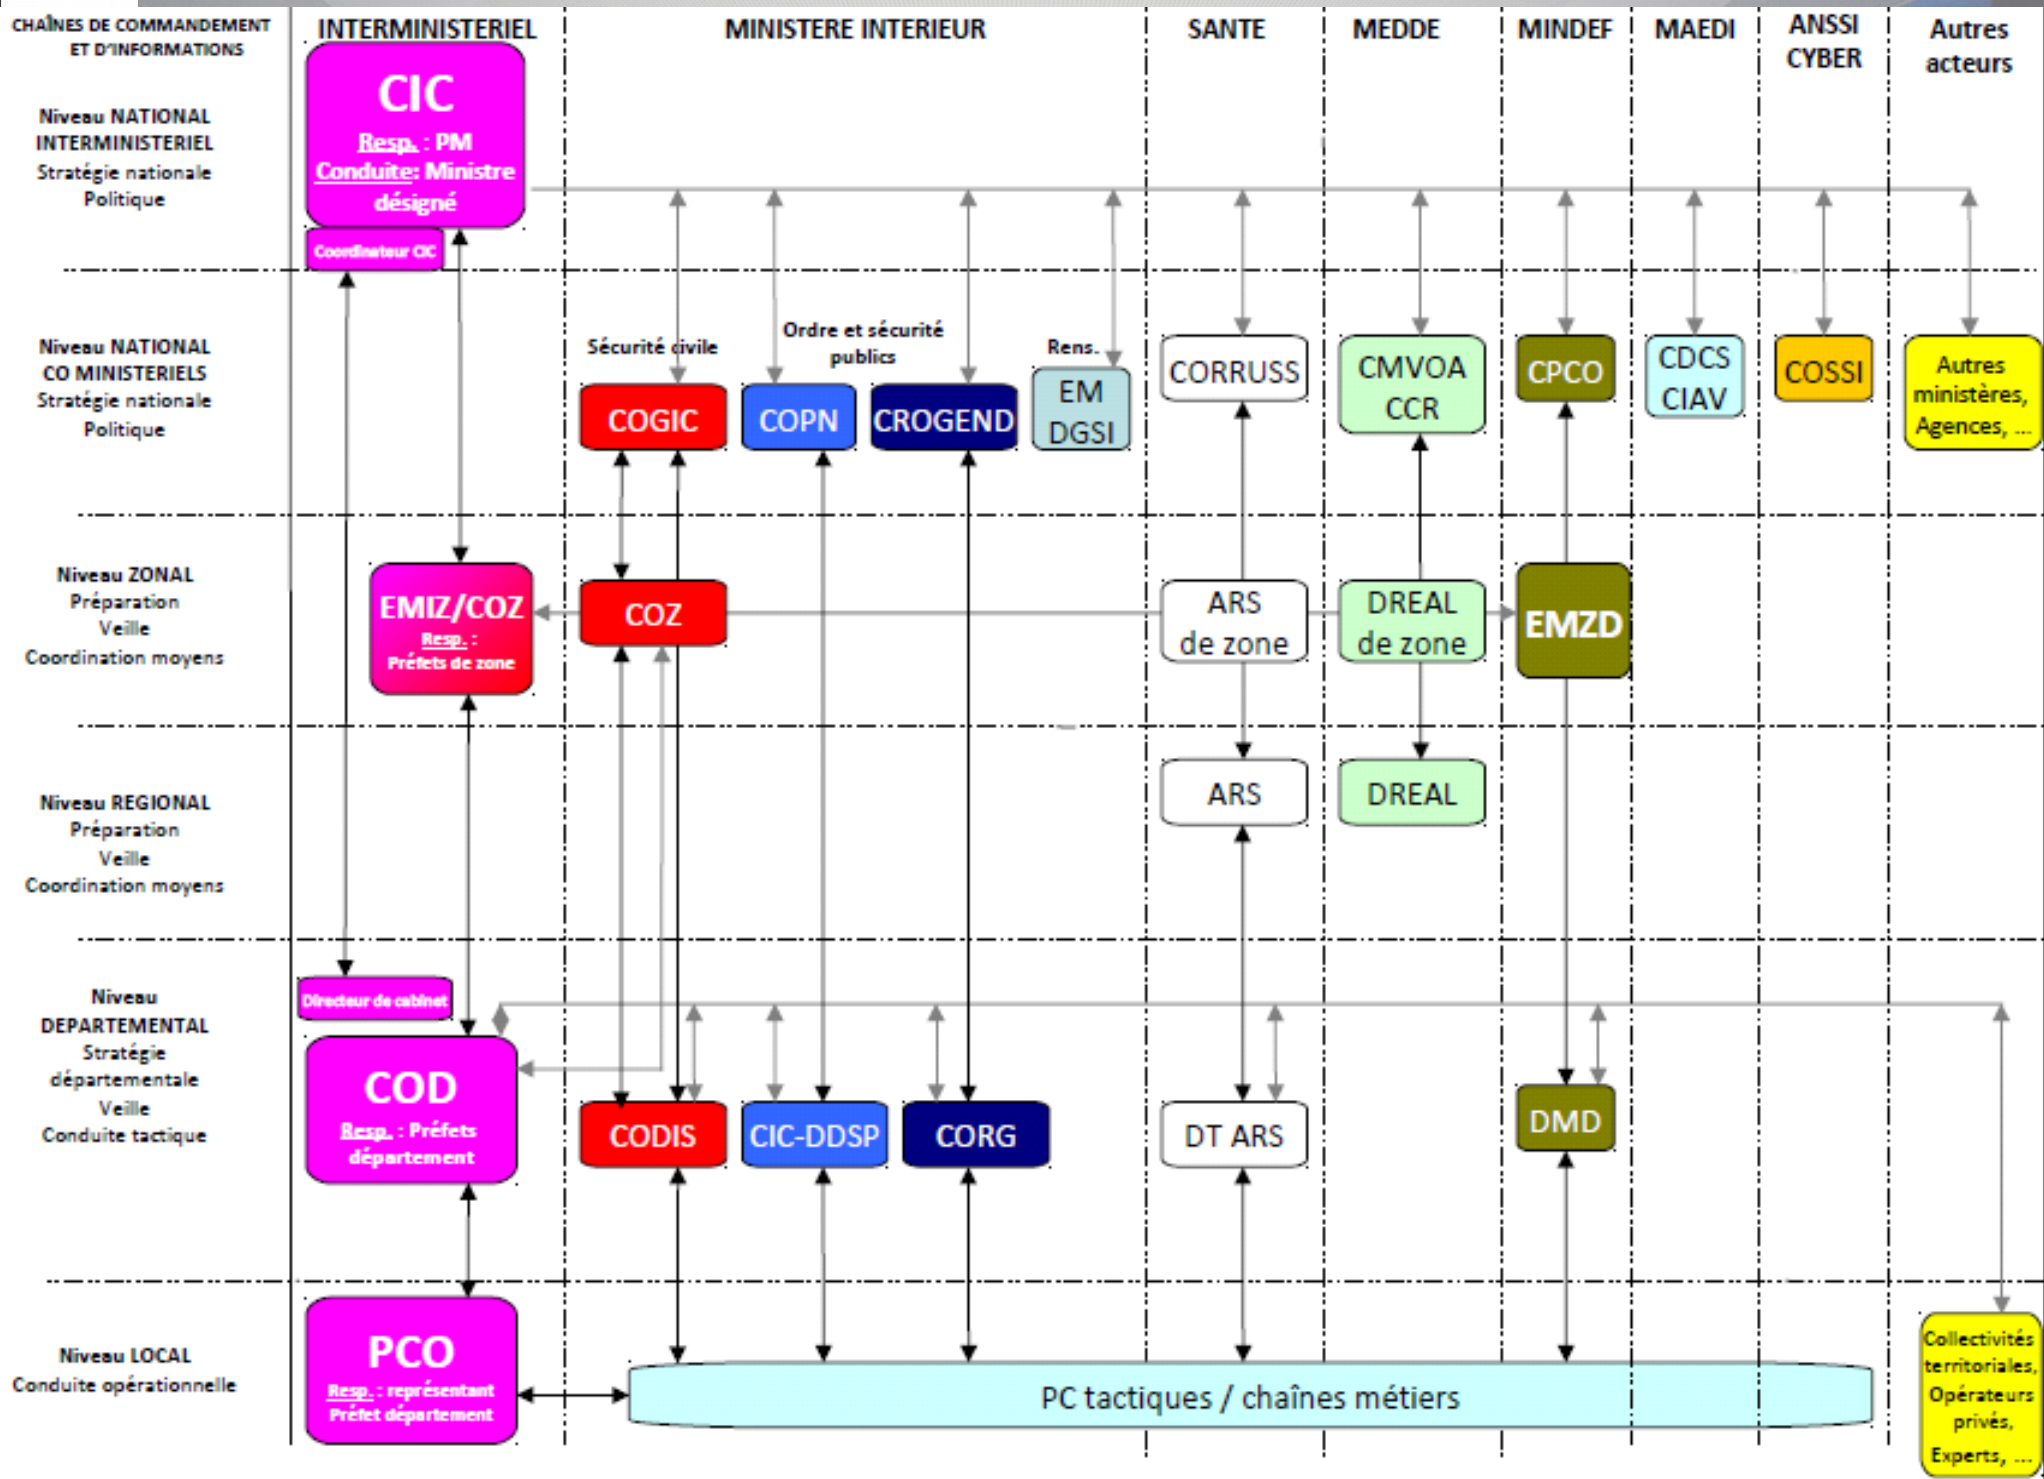 CHAÎNES DE COMMANDEMENT
ET D'INFORMATIONS
INTERMINISTERIEL
MINISTERE INTERIEUR
SANTE
MEDDE
MINDEF
MAEDI
ANSSI
CYBER
Autres
acteurs
Niveau NATIONAL
INTERMINISTERIEL
Stratégie nationale
Politique
CIC
Resp. : PM
Conduite: Ministre
désigné
Coordinateur CIC
Niveau NATIONAL
CO MINISTERIELS
Stratégie nationale
Politique
Sécurité civile
Ordre et sécurité
publics
Rens.
COGIC
COPN
CROGEND
EM
DGSI
CORRUSS
CMVOA
CCR
CPCO
CDCS
CIAV
COSSI
Autres
ministères,
Agences, ...
Niveau ZONAL
Préparation
Veille
Coordination moyens
EMIZ/COZ
Resp. :
Préfets de zone
COZ
ARS
de zone
DREAL
de zone
EMZD
Niveau REGIONAL
Préparation
Veille
Coordination moyens
ARS
DREAL
Niveau
DEPARTEMENTAL
Stratégie
départementale
Veille
Conduite tactique
Directeur de cabinet
COD
Resp. : Préfets
département
CODIS
CIC-DDSP
CORG
DT ARS
DMD
Niveau LOCAL
Conduite opérationnelle
PCO
Resp. : représentant
Préfet département
PC tactiques / chaînes métiers
Collectivités
territoriales,
Opérateurs
privés,
Experts, ...